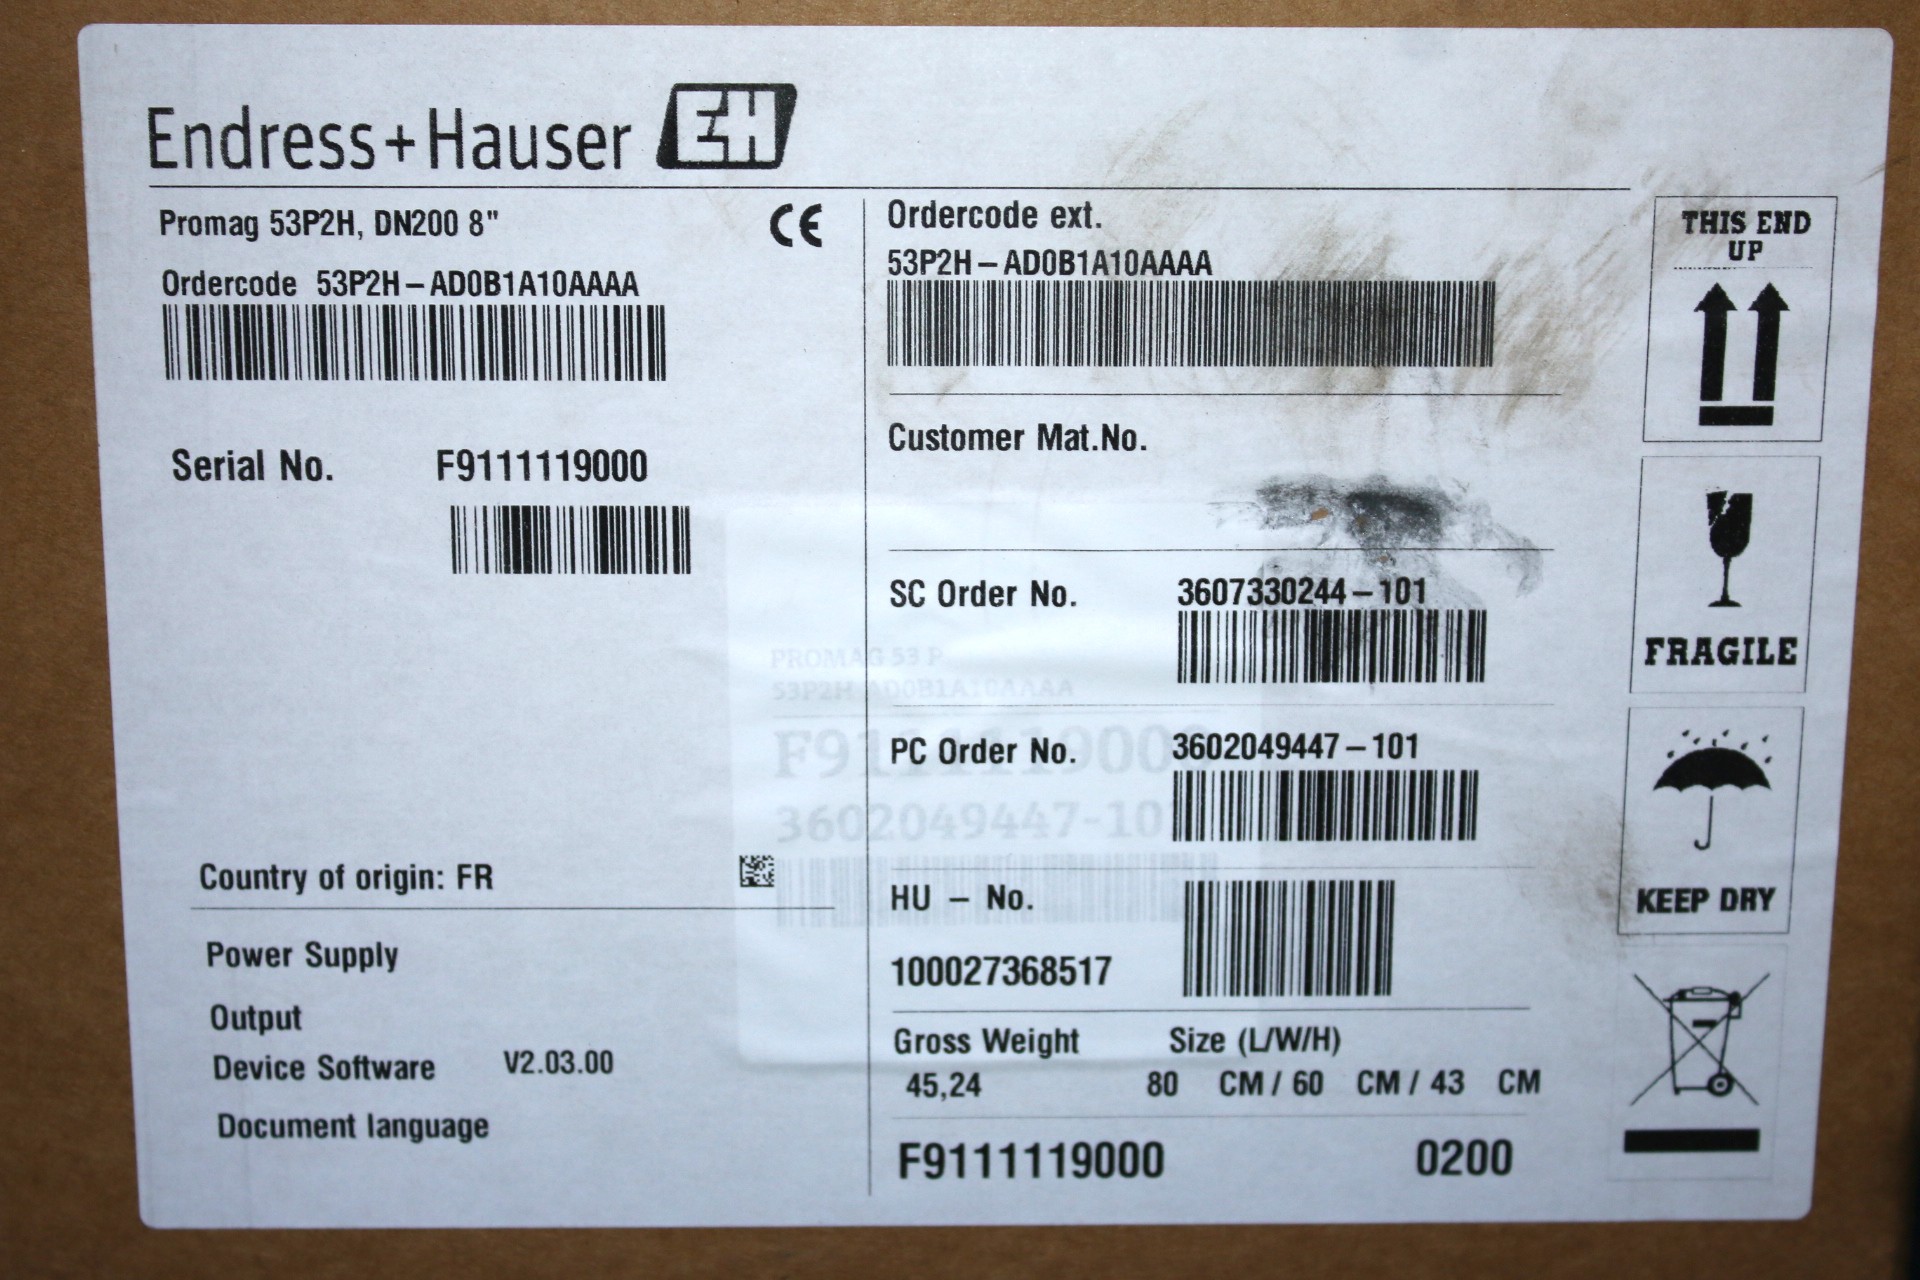 Endress+Hauser EH
Promag 53P2H, DN200 8"
CE
Ordercode 53P2H-AD0B1A10AAAA
Serial No. F9111119000
Country of origin: FR
Power Supply
Output
Device Software V2.03.00
Document language
Ordercode ext.
53P2H-AD0B1A10AAAA
Customer Mat.No.
SC Order No. 3607330244-101
PC Order No. 3602049447-101
HU - No.
100027368517
Gross Weight Size (L/W/H)
45,24 80 CM / 60 CM / 43 CM
F9111119000 0200
PROMAG 53 P
53P2H-AD0B1A10AAAA
F9111119000
3602049447-101
THIS END
UP
FRAGILE
KEEP DRY